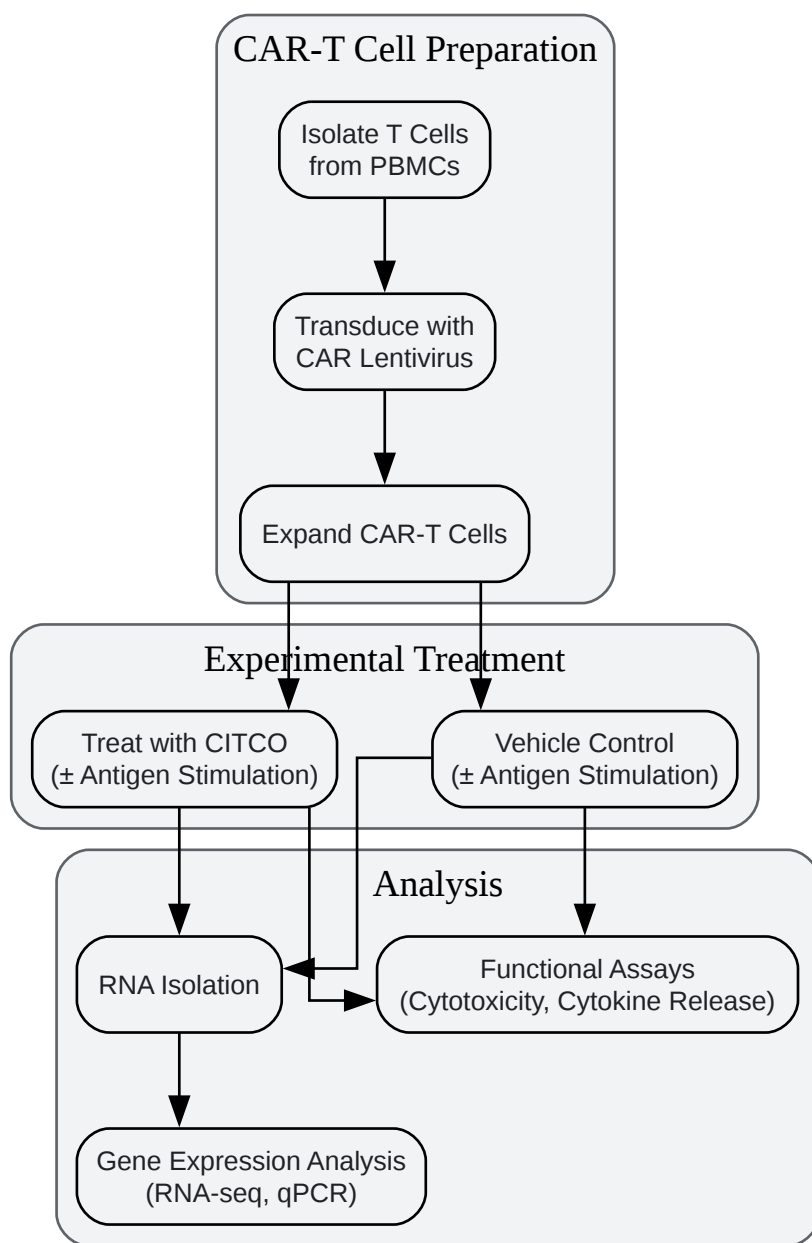 CAR-T Cell Preparation
Isolate T Cells
from PBMCs
Transduce with
CAR Lentivirus
Expand CAR-T Cells
Experimental Treatment
Treat with CITCO
(± Antigen Stimulation)
Vehicle Control
(± Antigen Stimulation)
Analysis
RNA Isolation
Functional Assays
(Cytotoxicity, Cytokine Release)
Gene Expression Analysis
(RNA-seq, qPCR)